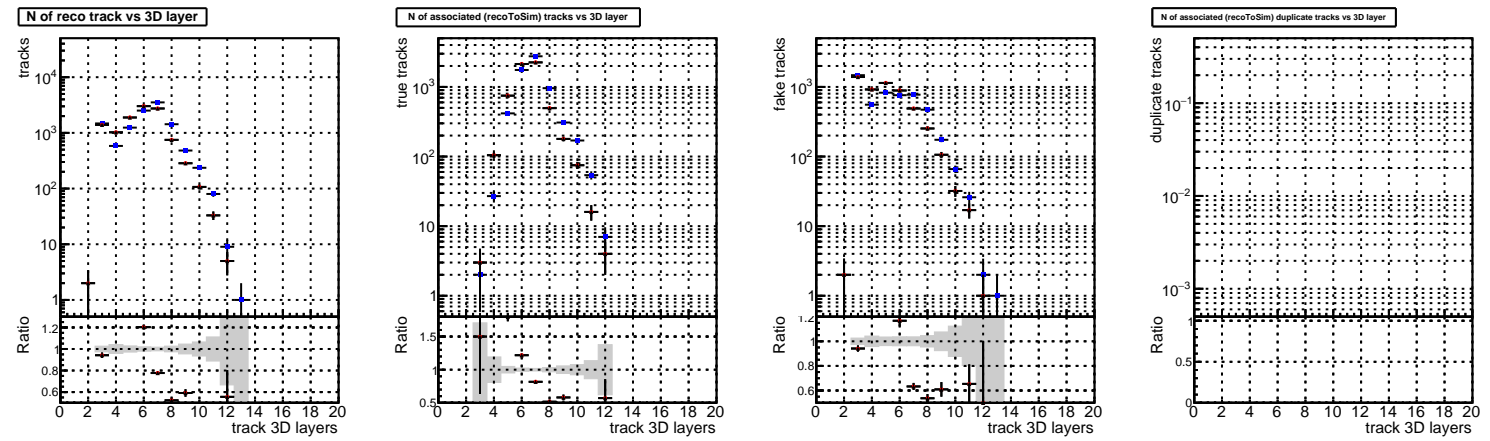 N of reco track vs 3D layer
tracks
10^4
10^3
10^2
10
1
Ratio
1.2
1
0.8
0.6
0 2 4 6 8 10 12 14 16 18 20
track 3D layers
N of associated (recoToSim) tracks vs 3D layer
true tracks
10^3
10^2
10
1
Ratio
1.5
1
0.5
0 2 4 6 8 10 12 14 16 18 20
track 3D layers
fake tracks
10^3
10^2
10
1
Ratio
1.2
1
0.8
0.6
0 2 4 6 8 10 12 14 16 18 20
track 3D layers
N of associated (recoToSim) duplicate tracks vs 3D layer
duplicate tracks
10^−1
10^−2
10^−3
Ratio
1
0.5
0
0 2 4 6 8 10 12 14 16 18 20
track 3D layers